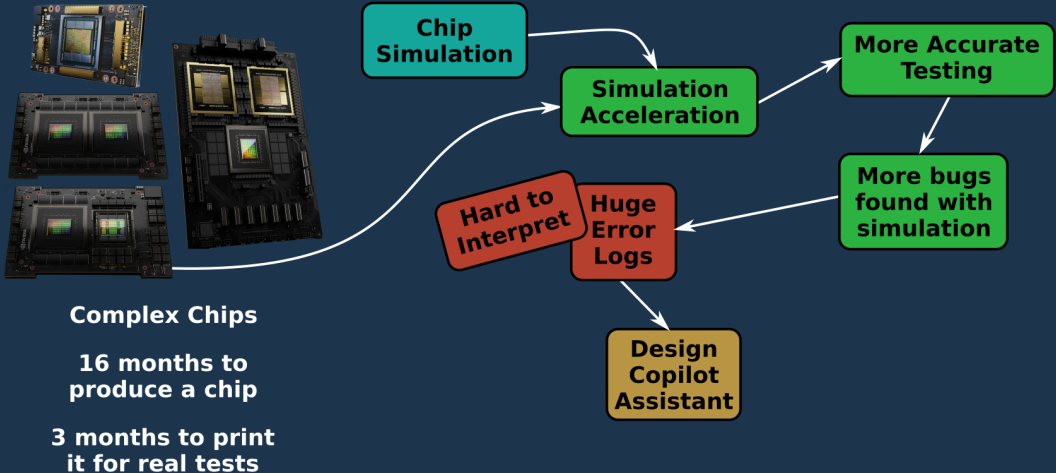 Chip
Simulation
Simulation
Acceleration
More Accurate
Testing
More bugs
found with
simulation
Hard to
Interpret
Huge
Error
Logs
Design
Copilot
Assistant
Complex Chips
16 months to
produce a chip
3 months to print
it for real tests